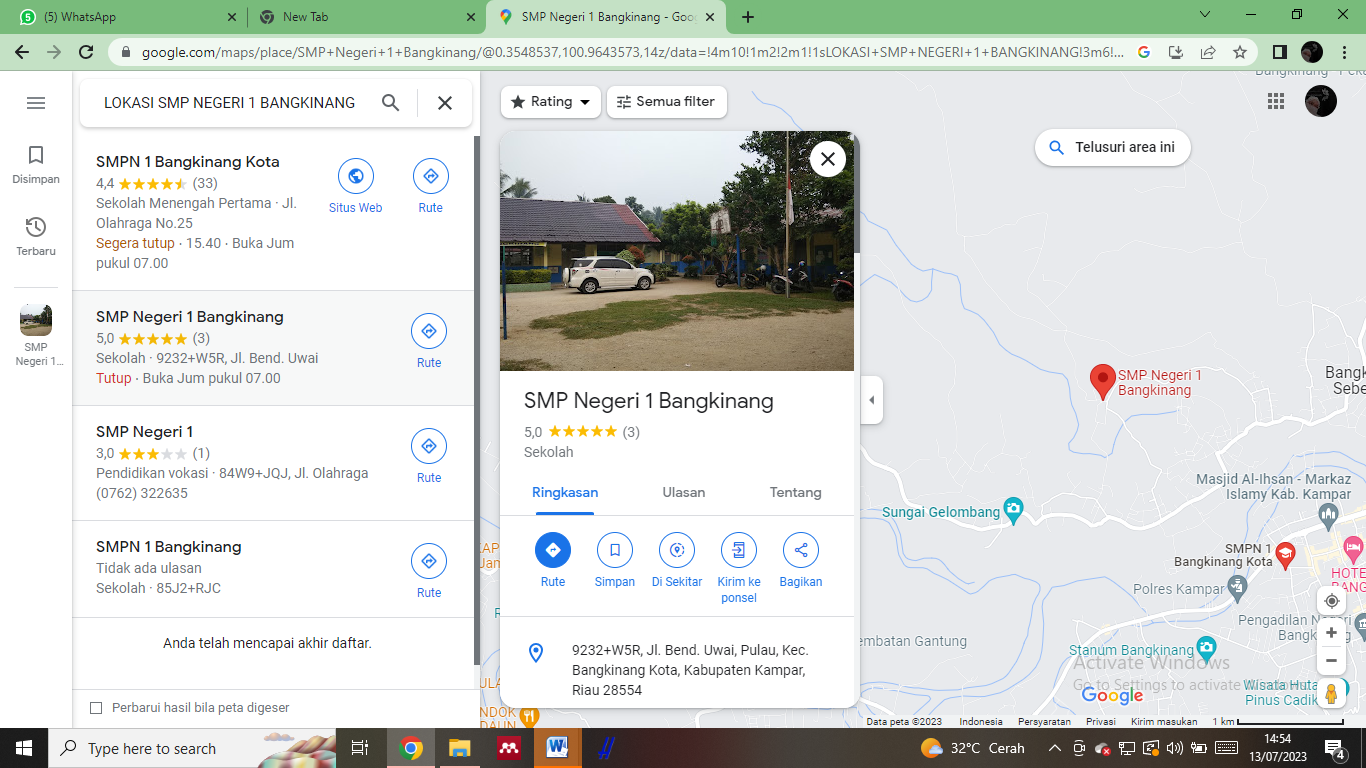 (5) WhatsApp
New Tab
SMP Negeri 1 Bangkinang - Goo
google.com/maps/place/SMP+Negeri+1+Bangkinang/@0.3548537,100.9643573,14z/data=!4m10!1m2!2m1!1sLOKASI+SMP+NEGERI+1+BANGKINANG!3m6!...
LOKASI SMP NEGERI 1 BANGKINANG
Disimpan
Terbaru
SMP
Negeri 1...
SMPN 1 Bangkinang Kota
4,4 (33)
Sekolah Menengah Pertama · Jl.
Olahraga No.25
Segera tutup · 15.40 · Buka Jum
pukul 07.00
Situs Web
Rute
SMP Negeri 1 Bangkinang
5,0 (3)
Sekolah · 9232+W5R, Jl. Bend. Uwai
Tutup · Buka Jum pukul 07.00
Rute
SMP Negeri 1
3,0 (1)
Pendidikan vokasi · 84W9+JQJ, Jl. Olahraga
(0762) 322635
Rute
SMPN 1 Bangkinang
Tidak ada ulasan
Sekolah · 85J2+RJC
Rute
Anda telah mencapai akhir daftar.
Perbarui hasil bila peta digeser
Rating
Semua filter
SMP Negeri 1 Bangkinang
5,0 (3)
Sekolah
Ringkasan
Ulasan
Tentang
Rute
Simpan
Di Sekitar
Kirim ke
ponsel
Bagikan
9232+W5R, Jl. Bend. Uwai, Pulau, Kec.
Bangkinang Kota, Kabupaten Kampar,
Riau 28554
Telusuri area ini
SMP Negeri 1
Bangkinang
Masjid Al-Ihsan - Markaz
Islamy Kab. Kampar
Sungai Gelombang
SMPN 1
Bangkinang Kota
Polres Kampar
Pengadilan Negeri
Stanum Bangkinang
Activate Windows
Go to Settings to activate
Pinus Cadik
Google
Data peta ©2023
Indonesia
Persyaratan
Privasi
Kirim masukan
1 km
Type here to search
32°C Cerah
14:54
13/07/2023
4